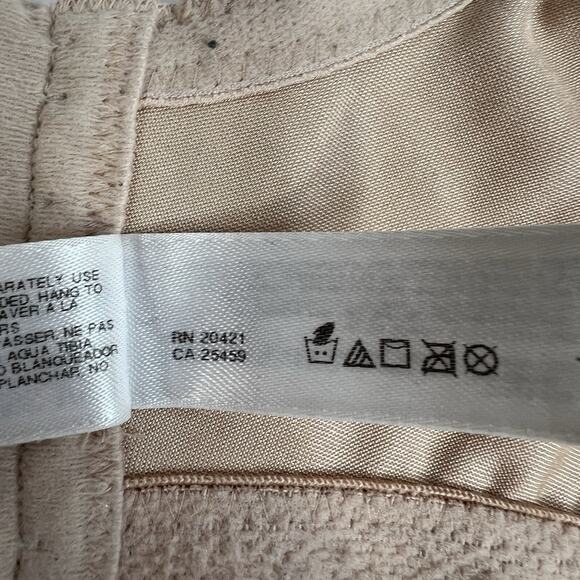 ARATELY USE
DED. HANG TO
AVER A LA
RS
PASSER, NE PAS
AGUA TIBIA
O BLANQUEADOR
PLANCHAR, NO
RN 20421
CA 25459